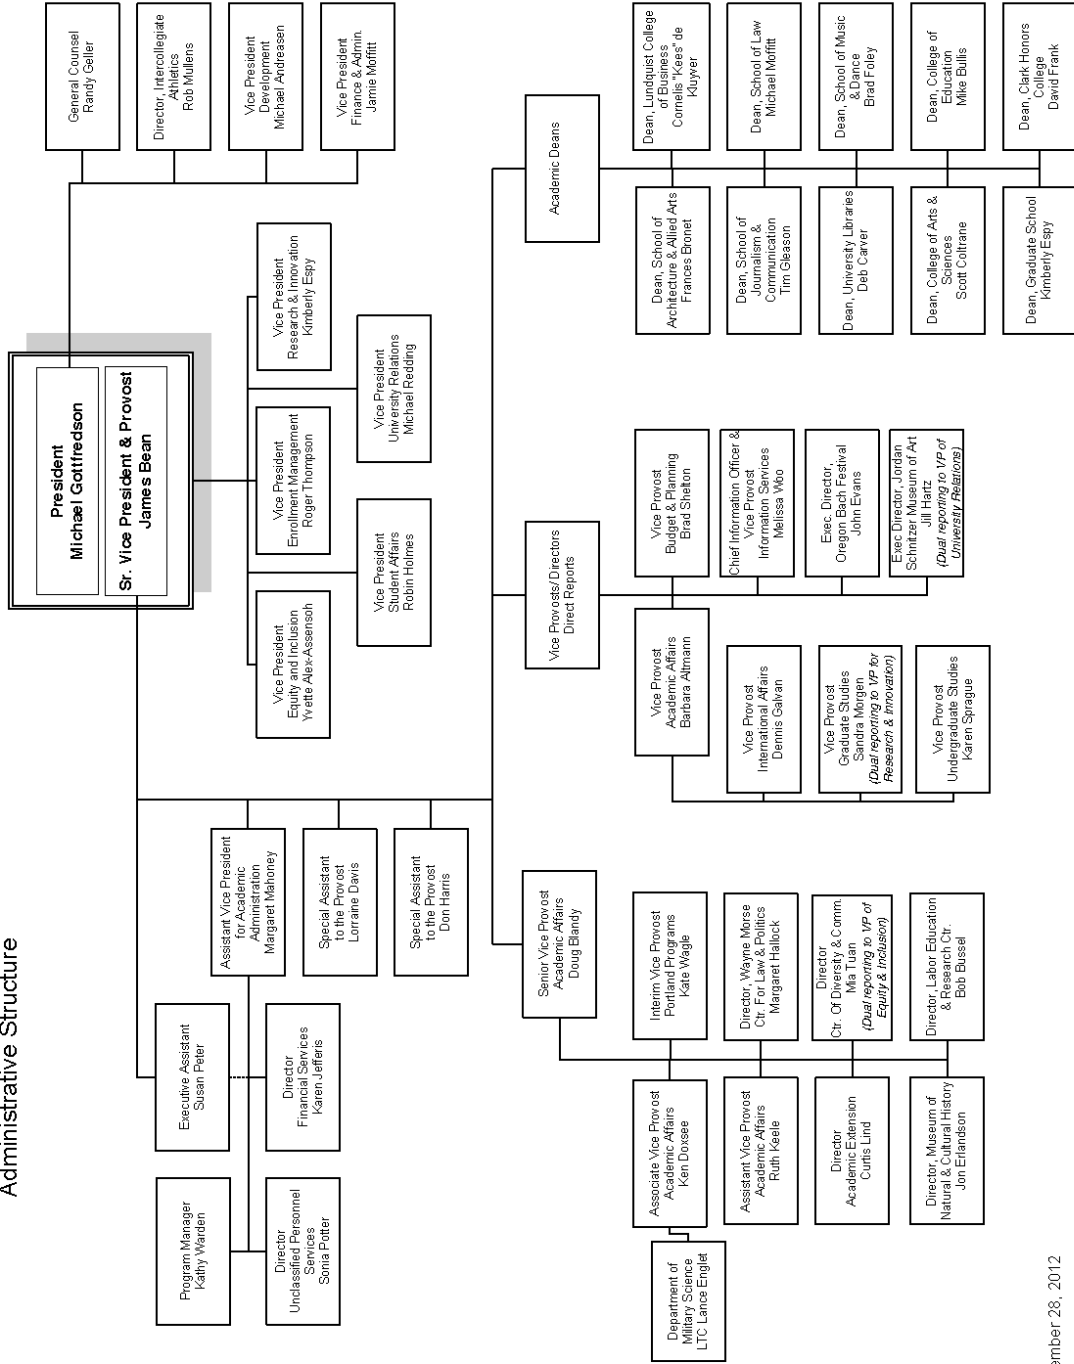 Administrative Structure
President
Michael Gottfredson
Sr. Vice President & Provost
James Bean
General Counsel
Randy Geller
Director, Intercollegiate
Athletics
Rob Mullens
Vice President
Development
Michael Andreasen
Vice President
Finance & Admin.
Jamie Moffitt
Vice President
Equity and Inclusion
Yvette Alex-Assensoh
Vice President
Enrollment Management
Roger Thompson
Vice President
Research & Innovation
Kimberly Espy
Vice President
Student Affairs
Robin Holmes
Vice President
University Relations
Michael Redding
Program Manager
Kathy Warden
Executive Assistant
Susan Peter
Director
Unclassified Personnel
Services
Sonia Potter
Director
Financial Services
Karen Jefferis
Assistant Vice President
for Academic
Administration
Margaret Mahoney
Special Assistant
to the Provost
Lorraine Davis
Special Assistant
to the Provost
Don Harris
Senior Vice Provost
Academic Affairs
Doug Blandy
Department of
Military Science
LTC Lance Englet
Associate Vice Provost
Academic Affairs
Ken Doxsee
Interim Vice Provost
Portland Programs
Kate Wagle
Assistant Vice Provost
Academic Affairs
Ruth Keele
Director, Wayne Morse
Ctr. For Law & Politics
Margaret Hallock
Director
Academic Extension
Curtis Lind
Director
Ctr. Of Diversity & Comm.
Mia Tuan
(Dual reporting to VP of
Equity & Inclusion)
Director, Museum of
Natural & Cultural History
Jon Erlandson
Director, Labor Education
& Research Ctr.
Bob Bussel
Vice Provosts/Directors
Direct Reports
Vice Provost
Academic Affairs
Barbara Altmann
Vice Provost
Budget & Planning
Brad Shelton
Vice Provost
International Affairs
Dennis Galvan
Chief Information Officer &
Vice Provost
Information Services
Melissa Woo
Vice Provost
Graduate Studies
Sandra Morgen
(Dual reporting to VP for
Research & Innovation)
Exec. Director,
Oregon Bach Festival
John Evans
Vice Provost
Undergraduate Studies
Karen Sprague
Exec Director, Jordan
Schnitzer Museum of Art
Jill Hartz
(Dual reporting to VP of
University Relations)
Academic Deans
Dean, School of
Architecture & Allied Arts
Frances Bronet
Dean, Lundquist College
of Business
Cornelis "Kees" de
Kluyver
Dean, School of
Journalism &
Communication
Tim Gleason
Dean, School of Law
Michael Moffitt
Dean, University Libraries
Deb Carver
Dean, School of Music
& Dance
Brad Foley
Dean, College of Arts &
Sciences
Scott Coltrane
Dean, College of
Education
Mike Bullis
Dean, Graduate School
Kimberly Espy
Dean, Clark Honors
College
David Frank
ember 28, 2012